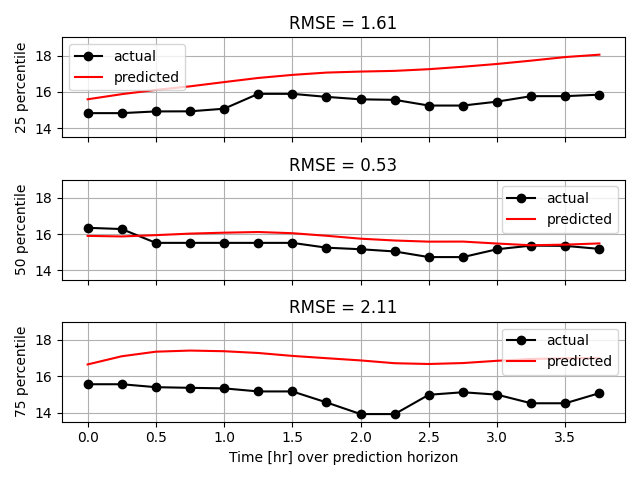 RMSE = 1.61
25 percentile
18
16
14
actual
predicted
RMSE = 0.53
50 percentile
18
16
14
actual
predicted
RMSE = 2.11
75 percentile
18
16
14
actual
predicted
0.0 0.5 1.0 1.5 2.0 2.5 3.0 3.5
Time [hr] over prediction horizon